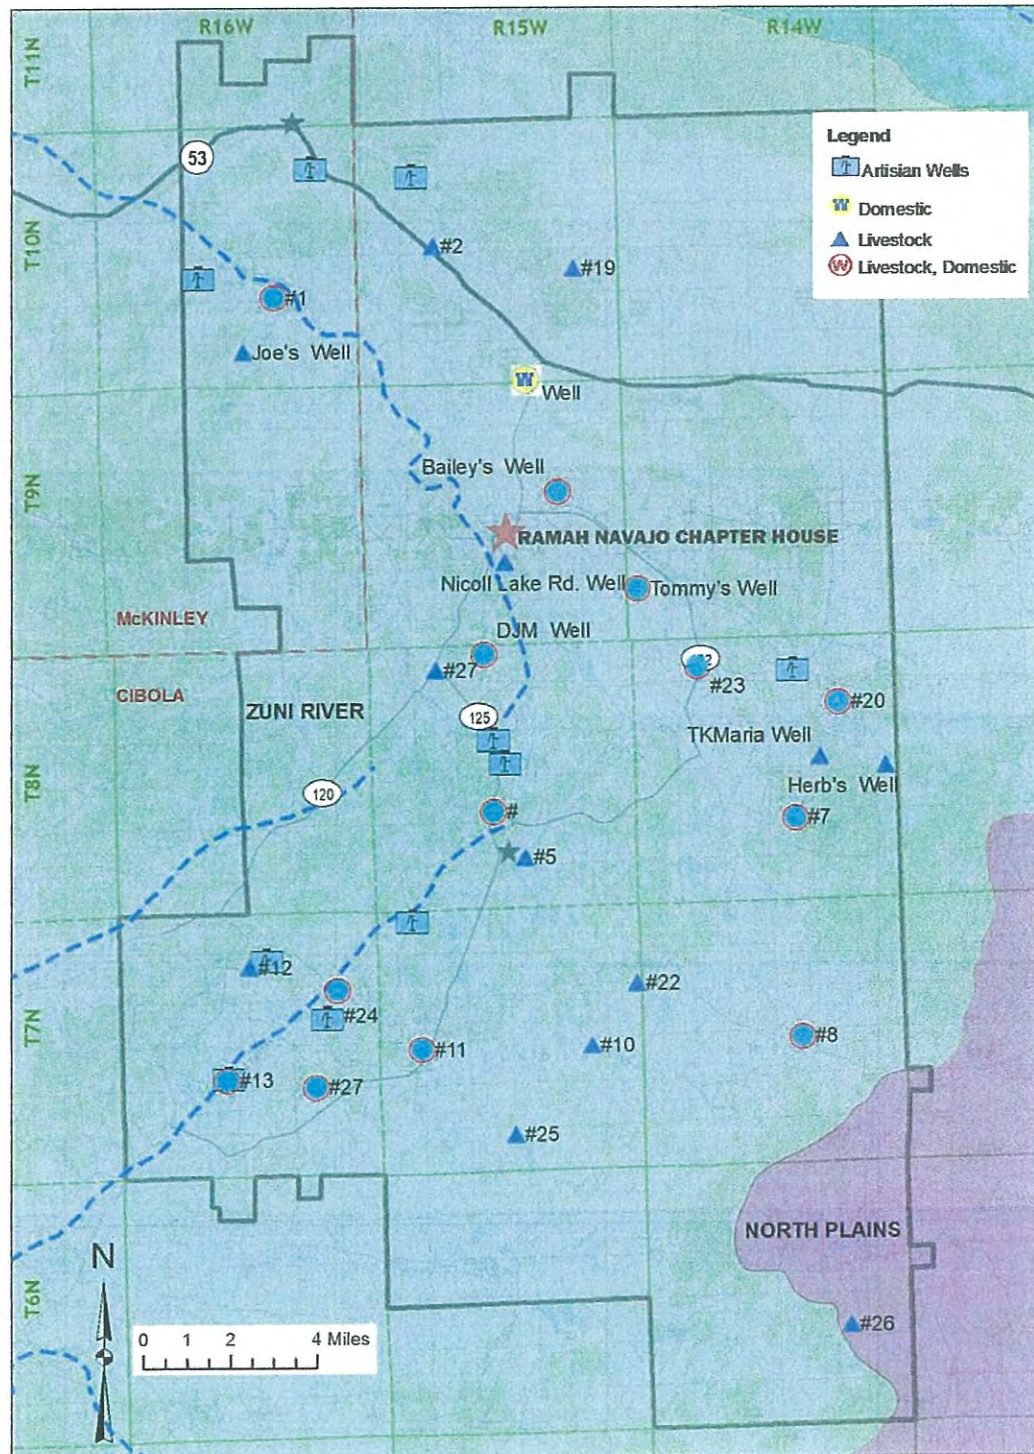 R16W
R15W
R14W
T11N
Legend
Artisian Wells
W Domestic
Livestock
W Livestock, Domestic
53
T10N
#2
#19
#1
Joe's Well
W
Well
T9N
Bailey's Well
RAMAH NAVAJO CHAPTER HOUSE
Nicoll Lake Rd. Well
Tommy's Well
McKINLEY
DJM Well
#27
#23
CIBOLA
ZUNI RIVER
125
#20
TKMaria Well
Herb's Well
T8N
120
#
#7
#5
#12
#22
#24
T7N
#11
#10
#8
#13
#27
#25
NORTH PLAINS
N
T6N
0 2 4 Miles
#26